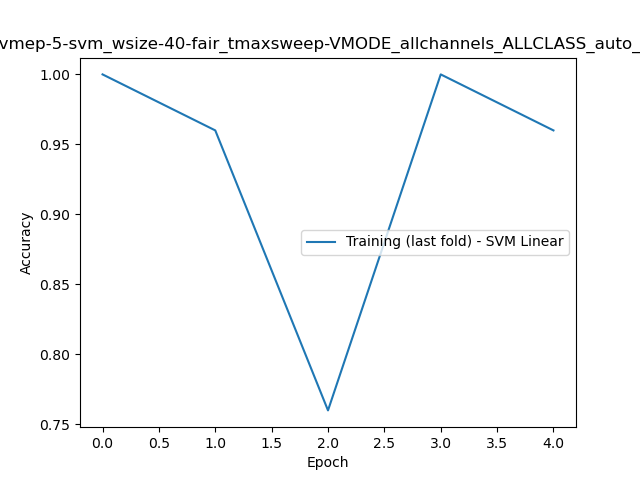 vmep-5-svm_wsize-40-fair_tmaxsweep-VMODE_allchannels_ALLCLASS_auto_
1.00
0.95
0.90
0.85
0.80
0.75
Accuracy
Training (last fold) - SVM Linear
0.0 0.5 1.0 1.5 2.0 2.5 3.0 3.5 4.0
Epoch